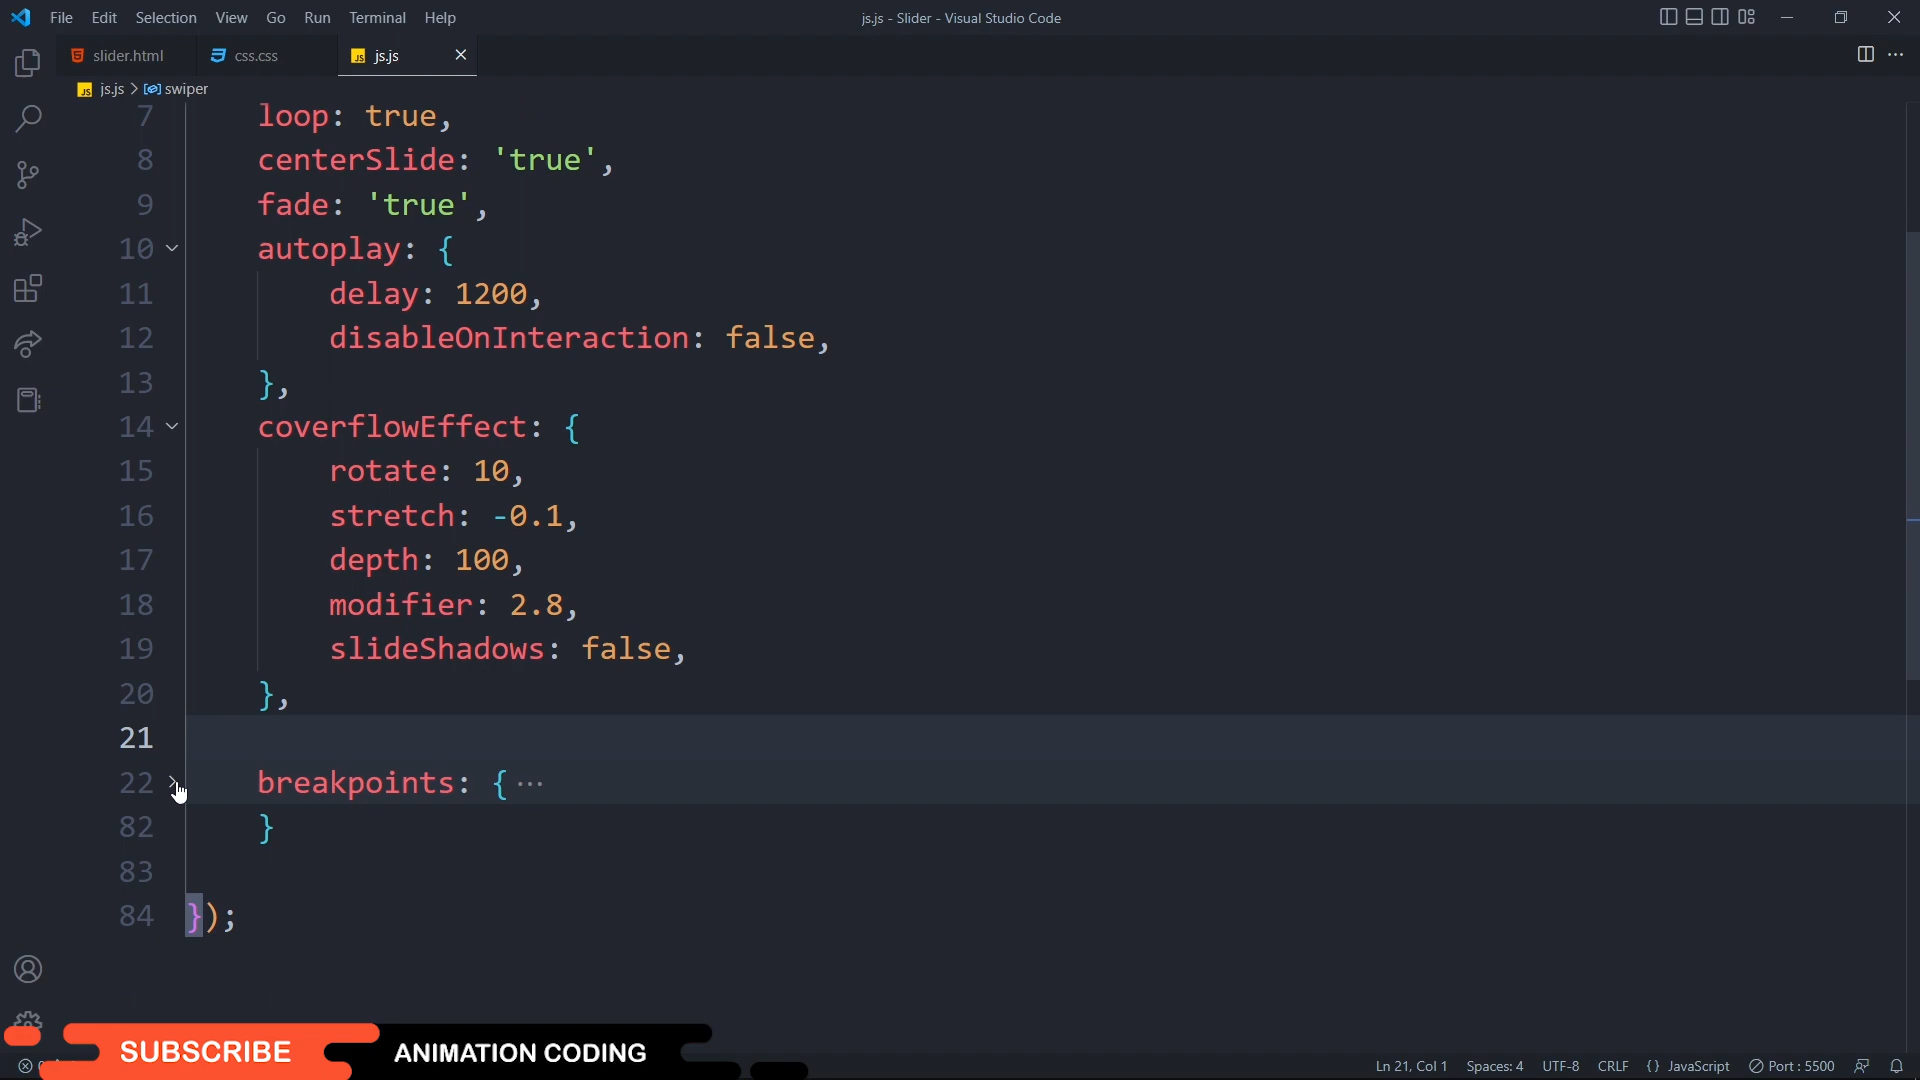 File Edit Selection View Go Run Terminal Help
js.js - Slider - Visual Studio Code
slider.html css.css js.js
js.js > swiper
7 loop: true,
8 centerSlide: 'true',
9 fade: 'true',
10 autoplay: {
11 delay: 1200,
12 disableOnInteraction: false,
13 },
14 coverflowEffect: {
15 rotate: 10,
16 stretch: -0.1,
17 depth: 100,
18 modifier: 2.8,
19 slideShadows: false,
20 },
21
22 breakpoints: { ···
82 }
83
84 });
SUBSCRIBE ANIMATION CODING
Ln 21, Col 1 Spaces: 4 UTF-8 CRLF {} JavaScript Port : 5500